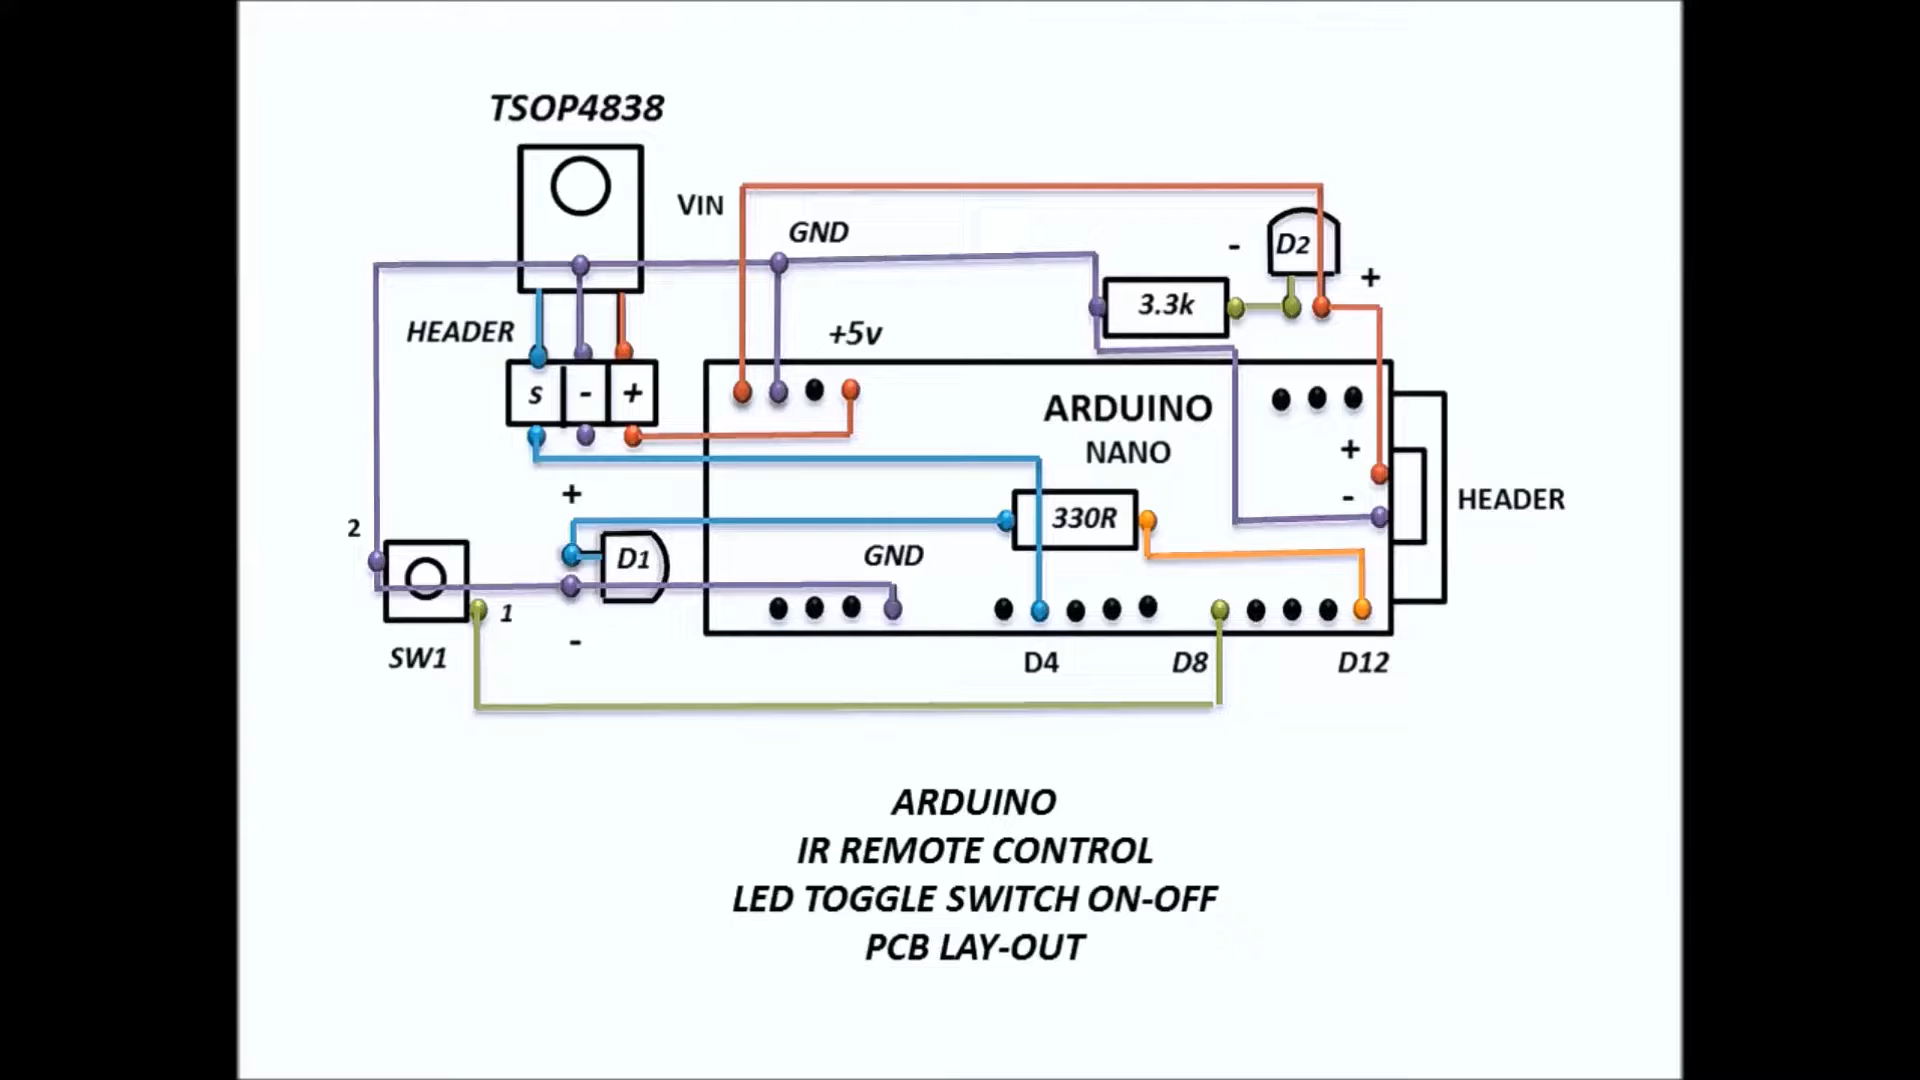 TSOP4838
VIN
GND
- D2
+
HEADER
3.3k
+5v
s - +
ARDUINO
NANO
+
+
-
HEADER
330R
2
D1
GND
1
-
SW1
D4
D8
D12
ARDUINO
IR REMOTE CONTROL
LED TOGGLE SWITCH ON-OFF
PCB LAY-OUT